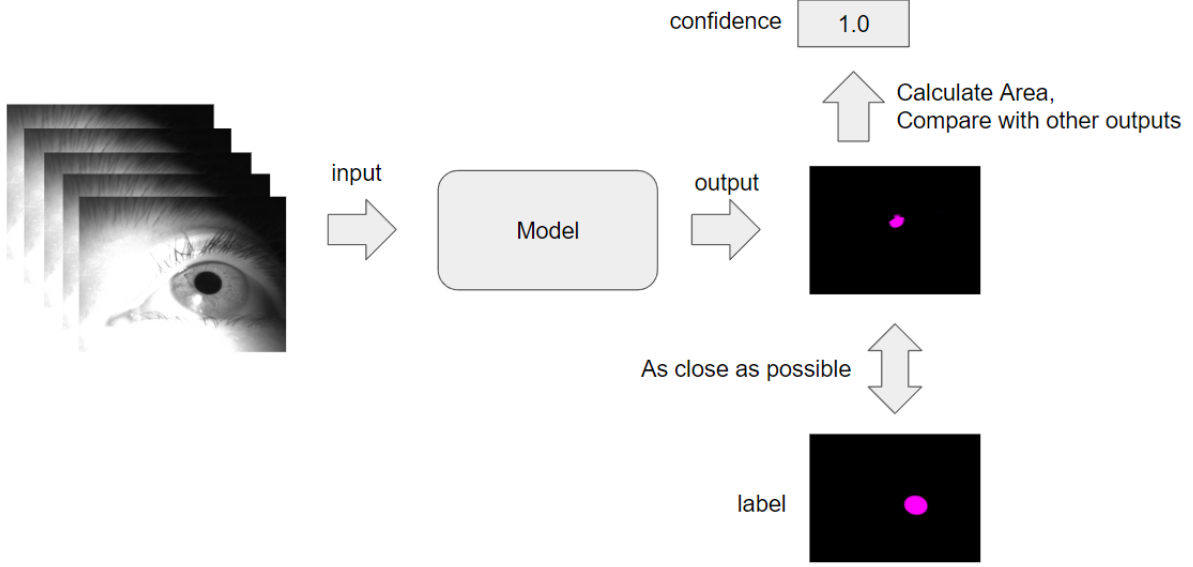 confidence
1.0
Calculate Area,
Compare with other outputs
input
Model
output
As close as possible
label